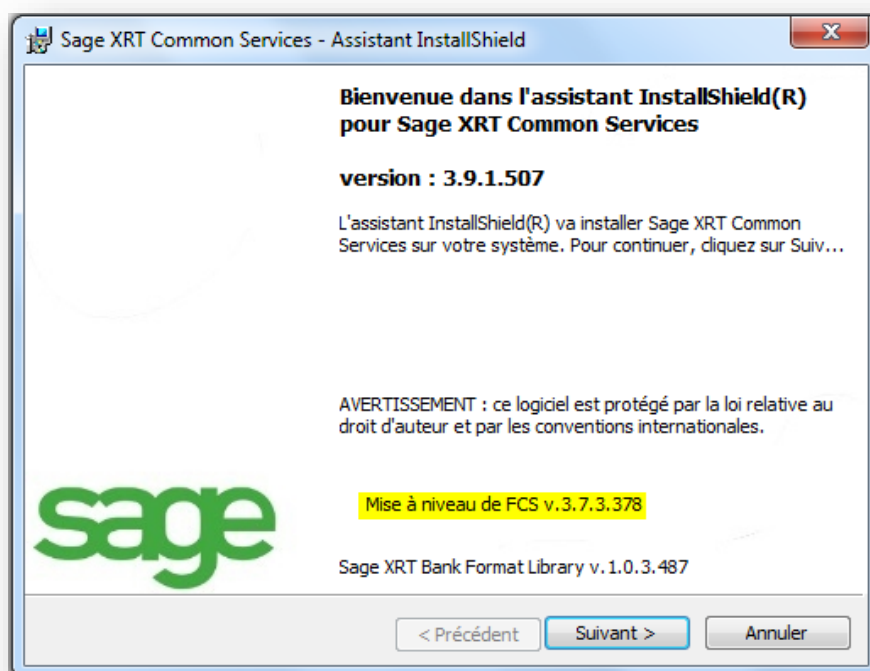 Sage XRT Common Services - Assistant InstallShield
Bienvenue dans l'assistant InstallShield(R)
pour Sage XRT Common Services
version : 3.9.1.507
L'assistant InstallShield(R) va installer Sage XRT Common
Services sur votre système. Pour continuer, cliquez sur Suiv...
AVERTISSEMENT : ce logiciel est protégé par la loi relative au
droit d'auteur et par les conventions internationales.
sage
Mise à niveau de FCS v.3.7.3.378
Sage XRT Bank Format Library v.1.0.3.487
< Précédent
Suivant >
Annuler